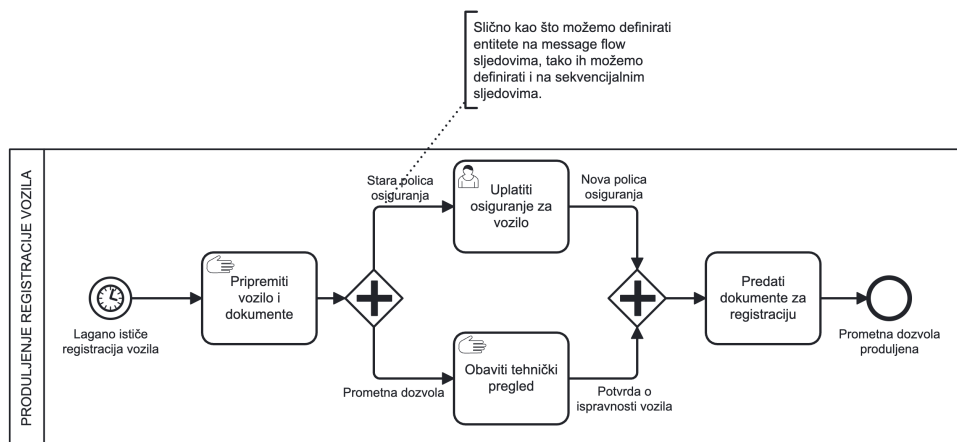 Slično kao što možemo definirati
entitete na message flow
sljedovima, tako ih možemo
definirati i na sekvencijalnim
sljedovima.
PRODULJENJE REGISTRACIJE VOZILA
Lagano ističe
registracija vozila
Pripremiti
vozilo i
dokumente
Stara polica
osiguranja
Uplatiti
osiguranje za
vozilo
Nova polica
osiguranja
Prometna dozvola
Obaviti tehnički
pregled
Potvrda o
ispravnosti vozila
Predati
dokumente za
registraciju
Prometna dozvola
produljena